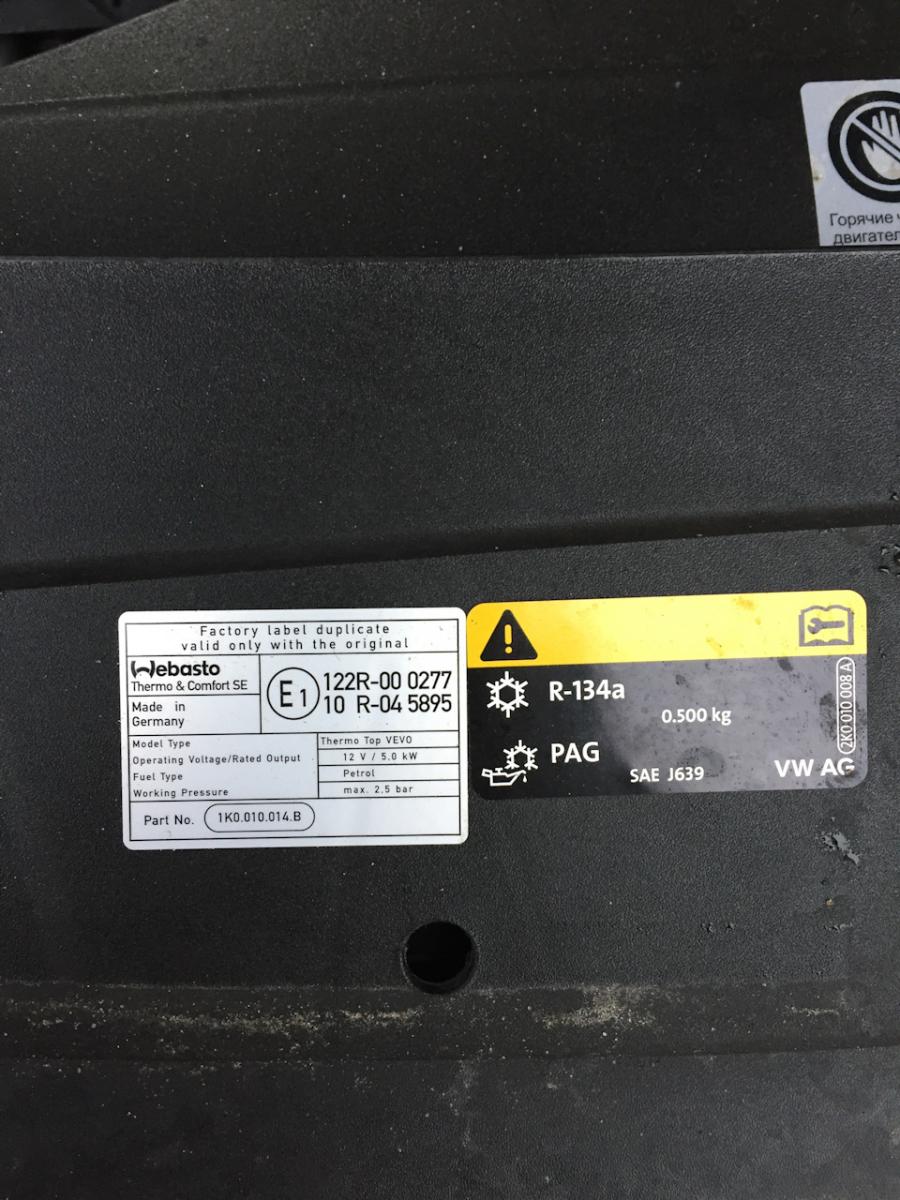 Горячие
двигател
Factory label duplicate
valid only with the original
Webasto
Thermo & Comfort SE
Made in
Germany
E1
122R-00 0277
10 R-04 5895
Model Type
Thermo Top VEVO
Operating Voltage/Rated Output
12 V / 5.0 kW
Fuel Type
Petrol
Working Pressure
max. 2,5 bar
Part No.
1K0.010.014.B
R-134a
0.500 kg
PAG
SAE J639
VW AG
2K0 010 008 A